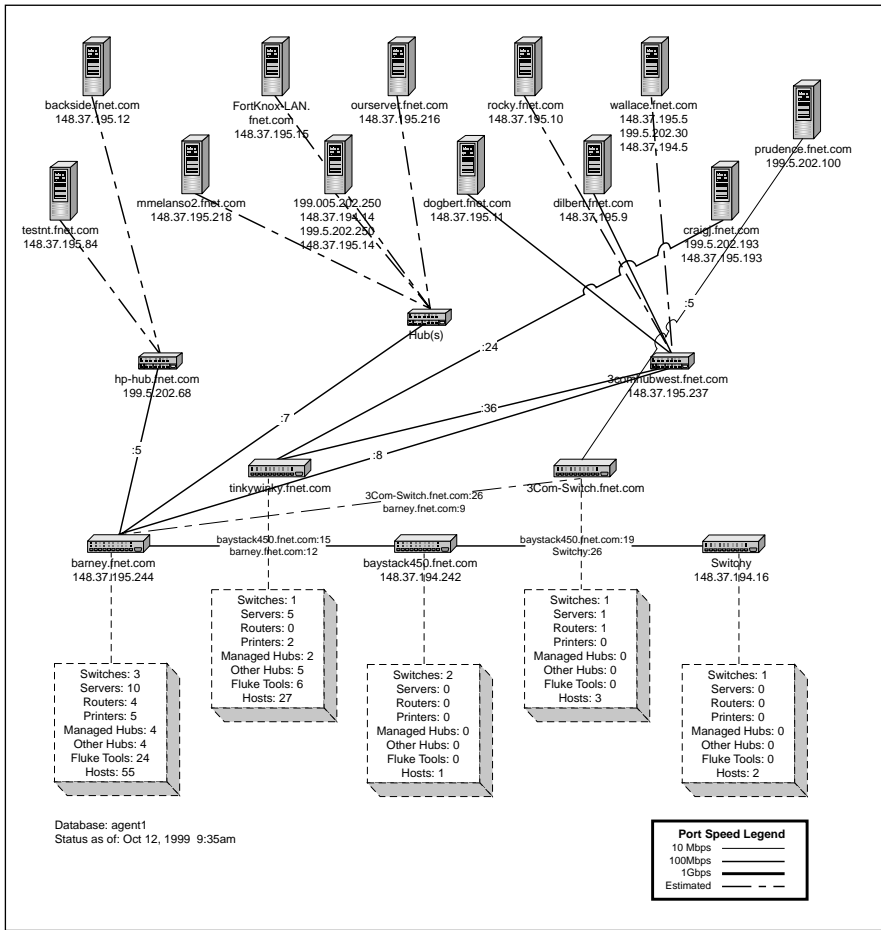 backside.fnet.com
148.37.195.12
FortKnox-LAN.
fnet.com
148.37.195.15
ourserver.fnet.com
148.37.195.216
rocky.fnet.com
148.37.195.10
wallace.fnet.com
148.37.195.5
199.5.202.30
148.37.194.5
prudence.fnet.com
199.5.202.100
testnt.fnet.com
148.37.195.84
mmelanso2.fnet.com
148.37.195.218
199.005.202.250
148.37.194.14
199.5.202.250
148.37.195.14
dogbert.fnet.com
148.37.195.11
dilbert.fnet.com
148.37.195.9
craigj.fnet.com
199.5.202.193
148.37.195.193
:5
Hub(s)
:24
hp-hub.fnet.com
199.5.202.68
3comhubwest.fnet.com
148.37.195.237
:7
:36
:5
:8
tinkywinky.fnet.com
3Com-Switch.fnet.com
3Com-Switch.fnet.com:26
barney.fnet.com:9
baystack450.fnet.com:15
barney.fnet.com:12
baystack450.fnet.com:19
Switchy:26
barney.fnet.com
148.37.195.244
baystack450.fnet.com
148.37.194.242
Switchy
148.37.194.16
Switches: 1
Servers: 5
Routers: 0
Printers: 2
Managed Hubs: 2
Other Hubs: 5
Fluke Tools: 6
Hosts: 27
Switches: 1
Servers: 1
Routers: 1
Printers: 0
Managed Hubs: 0
Other Hubs: 0
Fluke Tools: 0
Hosts: 3
Switches: 3
Servers: 10
Routers: 4
Printers: 5
Managed Hubs: 4
Other Hubs: 4
Fluke Tools: 24
Hosts: 55
Switches: 2
Servers: 0
Routers: 0
Printers: 0
Managed Hubs: 0
Other Hubs: 0
Fluke Tools: 0
Hosts: 1
Switches: 1
Servers: 0
Routers: 0
Printers: 0
Managed Hubs: 0
Other Hubs: 0
Fluke Tools: 0
Hosts: 2
Database: agent1
Status as of: Oct 12, 1999 9:35am
Port Speed Legend
10 Mbps
100Mbps
1Gbps
Estimated